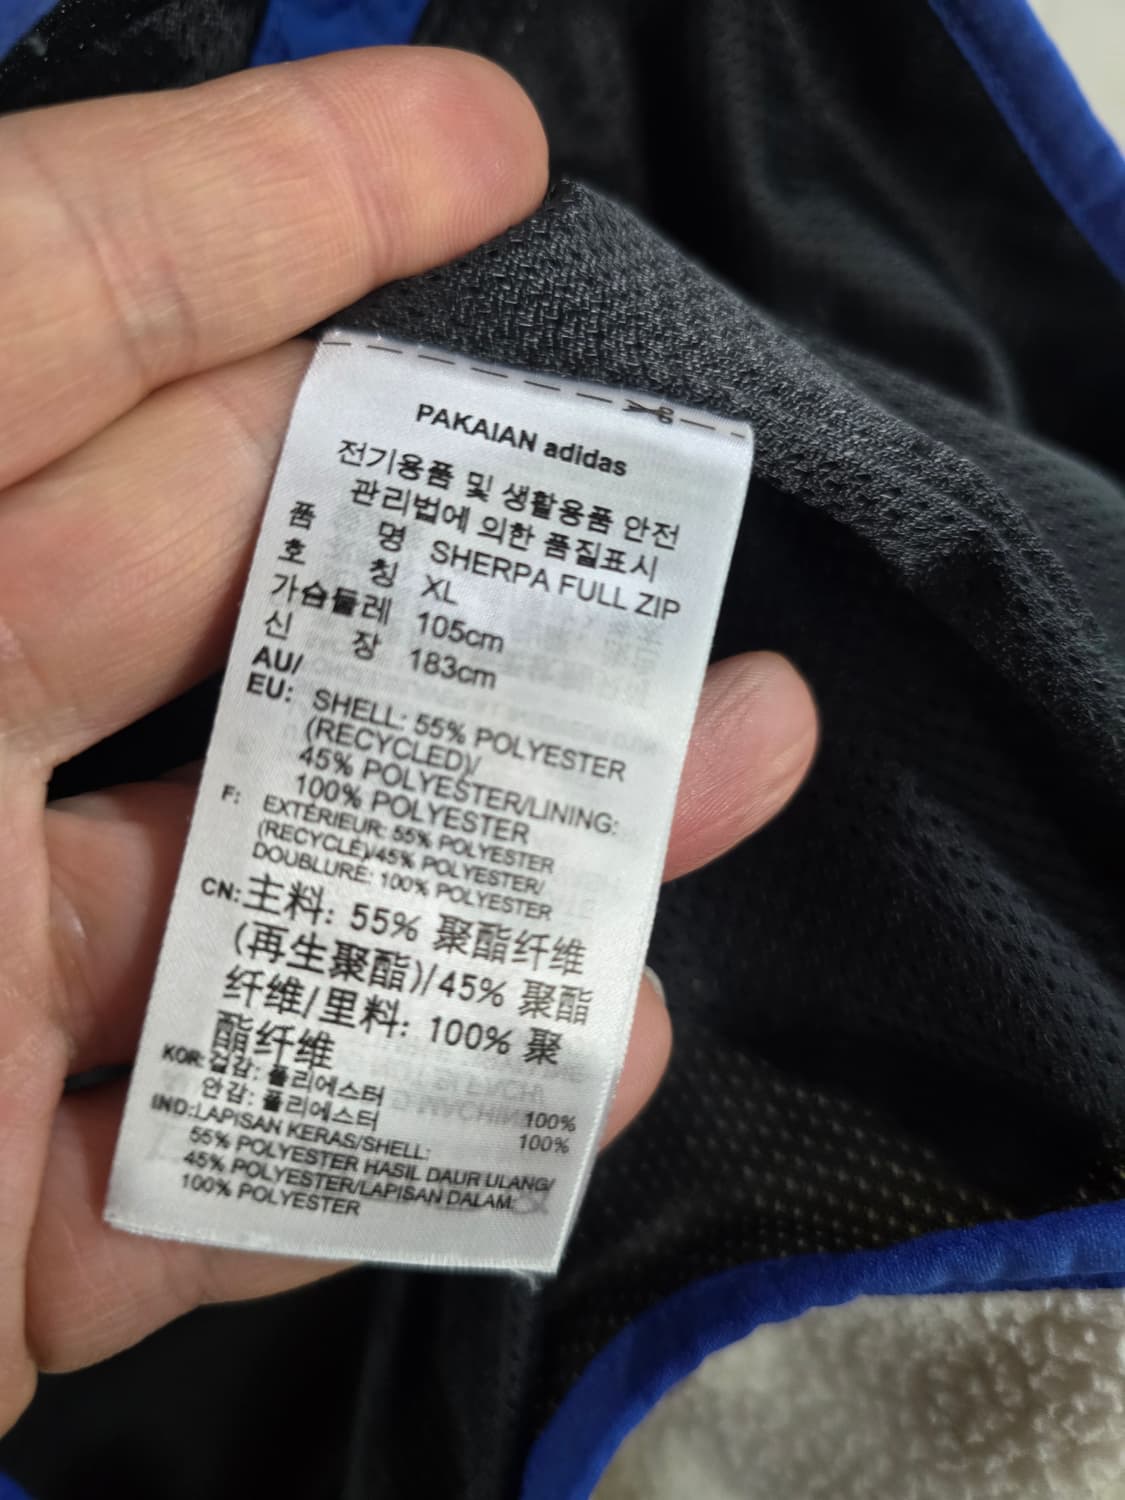 PAKAIAN adidas
전기용품 및 생활용품 안전
관리법에 의한 품질표시
품 명 SHERPA FULL ZIP
호 칭 XL
가슴둘레 105cm
신 장 183cm
AU/
EU: SHELL: 55% POLYESTER
(RECYCLED)/
45% POLYESTER/LINING:
100% POLYESTER
F: EXTÉRIEUR: 55% POLYESTER
(RECYCLÉ)/45% POLYESTER/
DOUBLURE: 100% POLYESTER
CN: 主料: 55% 聚酯纤维
(再生聚酯)/45% 聚酯
纤维/里料: 100% 聚
酯纤维
KOR: 겉감: 폴리에스터 100%
안감: 폴리에스터 100%
IND: LAPISAN KERAS/SHELL:
55% POLYESTER HASIL DAUR ULANG/
45% POLYESTER/LAPISAN DALAM:
100% POLYESTER